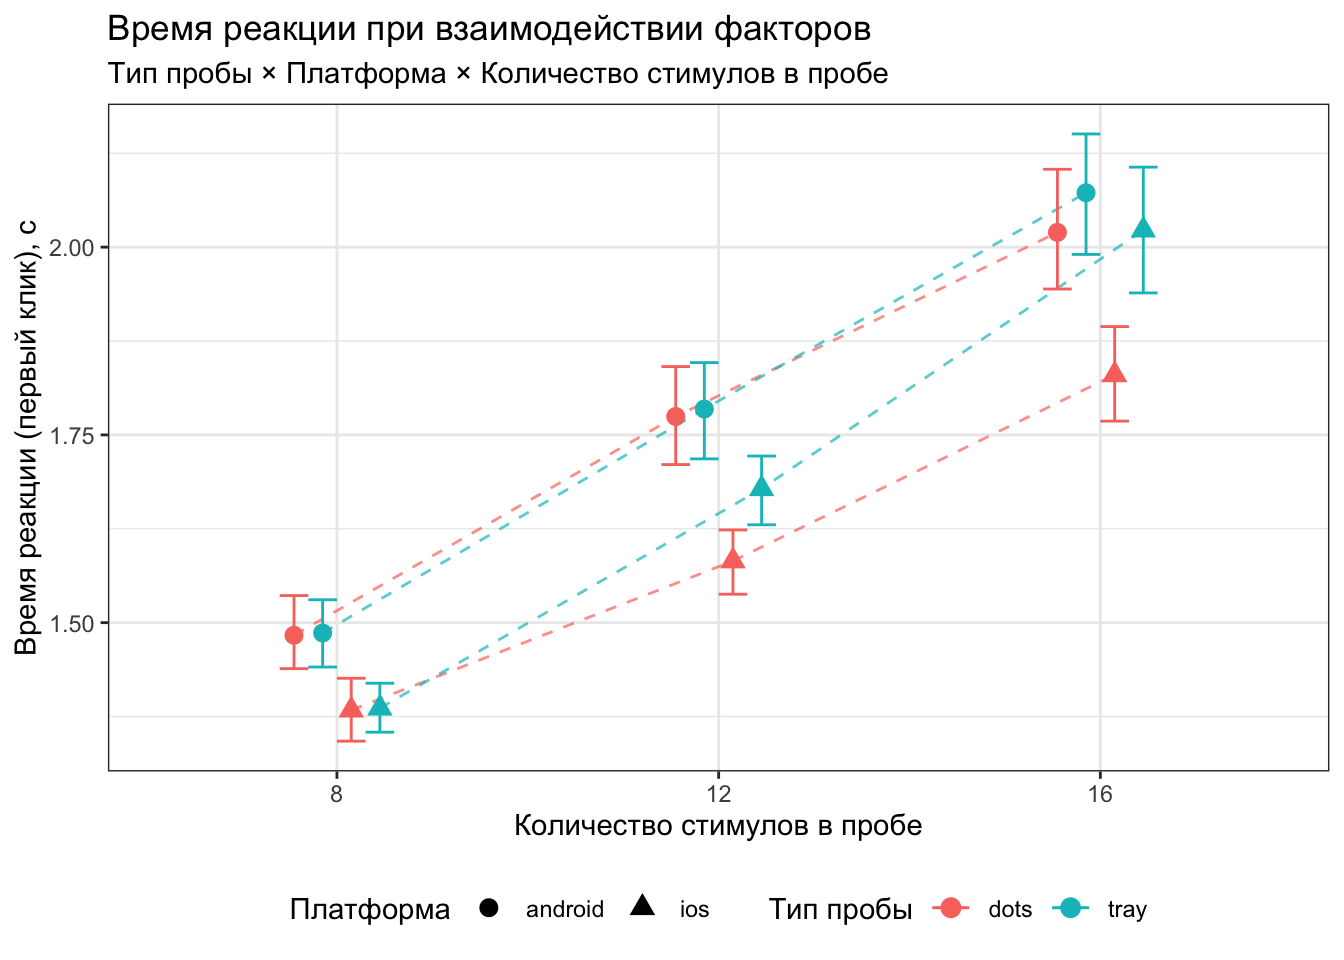 Время реакции при взаимодействии факторов
Тип пробы × Платформа × Количество стимулов в пробе
Время реакции (первый клик), с
2.00
1.75
1.50
8 12 16
Количество стимулов в пробе
Платформа android ios Тип пробы dots tray